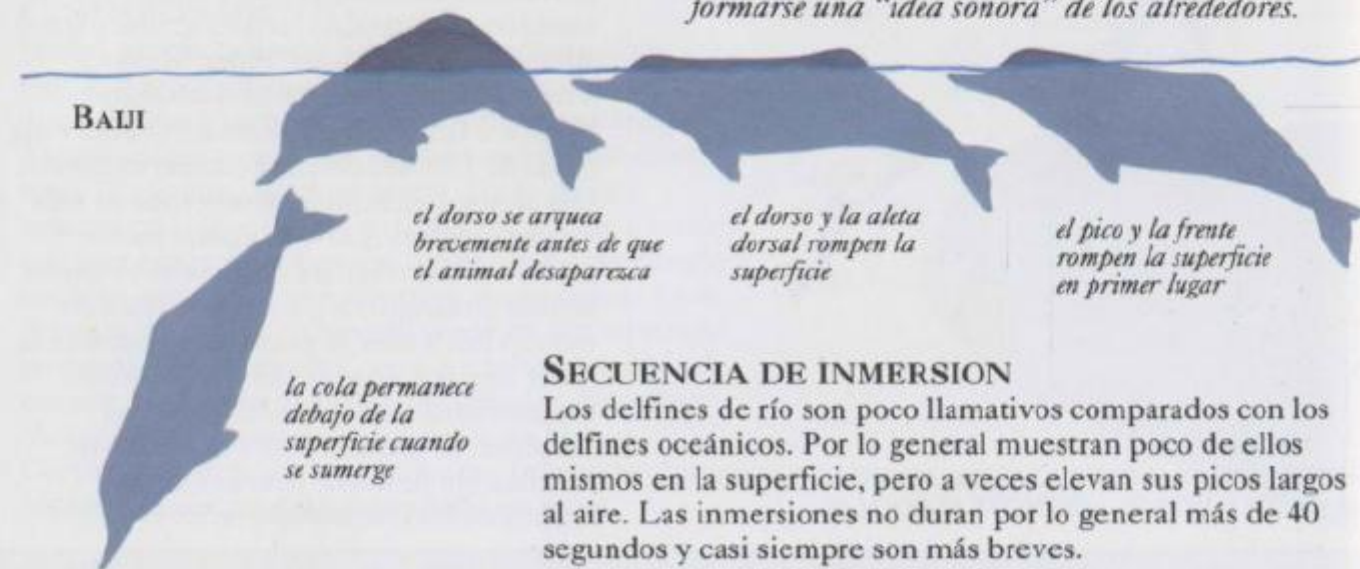 formarse una "idea sonora" de los alrededores.
BAIJI
el dorso se arquea
brevemente antes de que
el animal desaparezca
el dorso y la aleta
dorsal rompen la
superficie
el pico y la frente
rompen la superficie
en primer lugar
la cola permanece
debajo de la
superficie cuando
se sumerge
SECUENCIA DE INMERSION
Los delfines de río son poco llamativos comparados con los
delfines oceánicos. Por lo general muestran poco de ellos
mismos en la superficie, pero a veces elevan sus picos largos
al aire. Las inmersiones no duran por lo general más de 40
segundos y casi siempre son más breves.